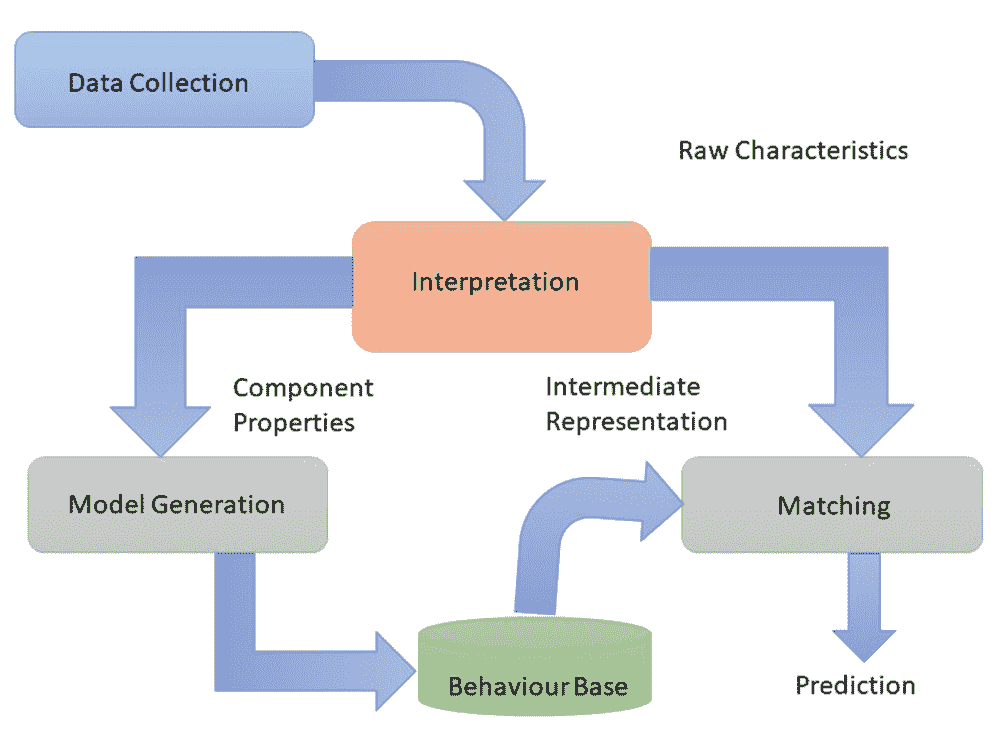 Data Collection
Raw Characteristics
Interpretation
Component
Properties
Intermediate
Representation
Model Generation
Matching
Behaviour Base
Prediction